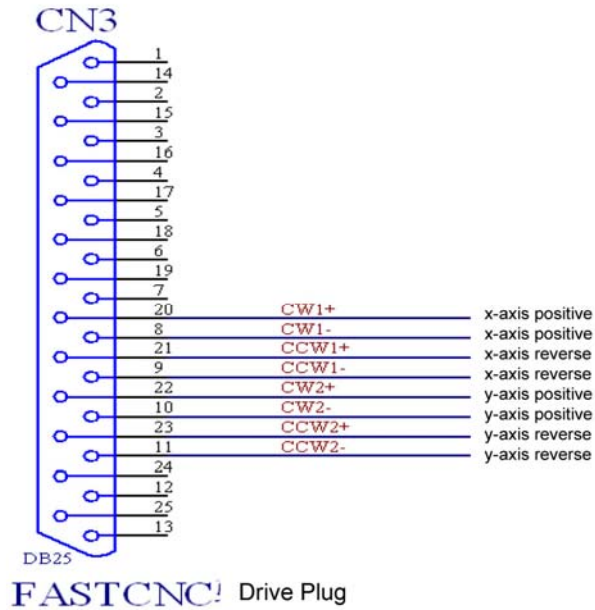 CN3
1
14
2
15
3
16
4
17
5
18
6
19
7
20 CW1+ x-axis positive
8 CW1- x-axis positive
21 CCW1+ x-axis reverse
9 CCW1- x-axis reverse
22 CW2+ y-axis positive
10 CW2- y-axis positive
23 CCW2+ y-axis reverse
11 CCW2- y-axis reverse
24
12
25
13
DB25
FASTCNC! Drive Plug